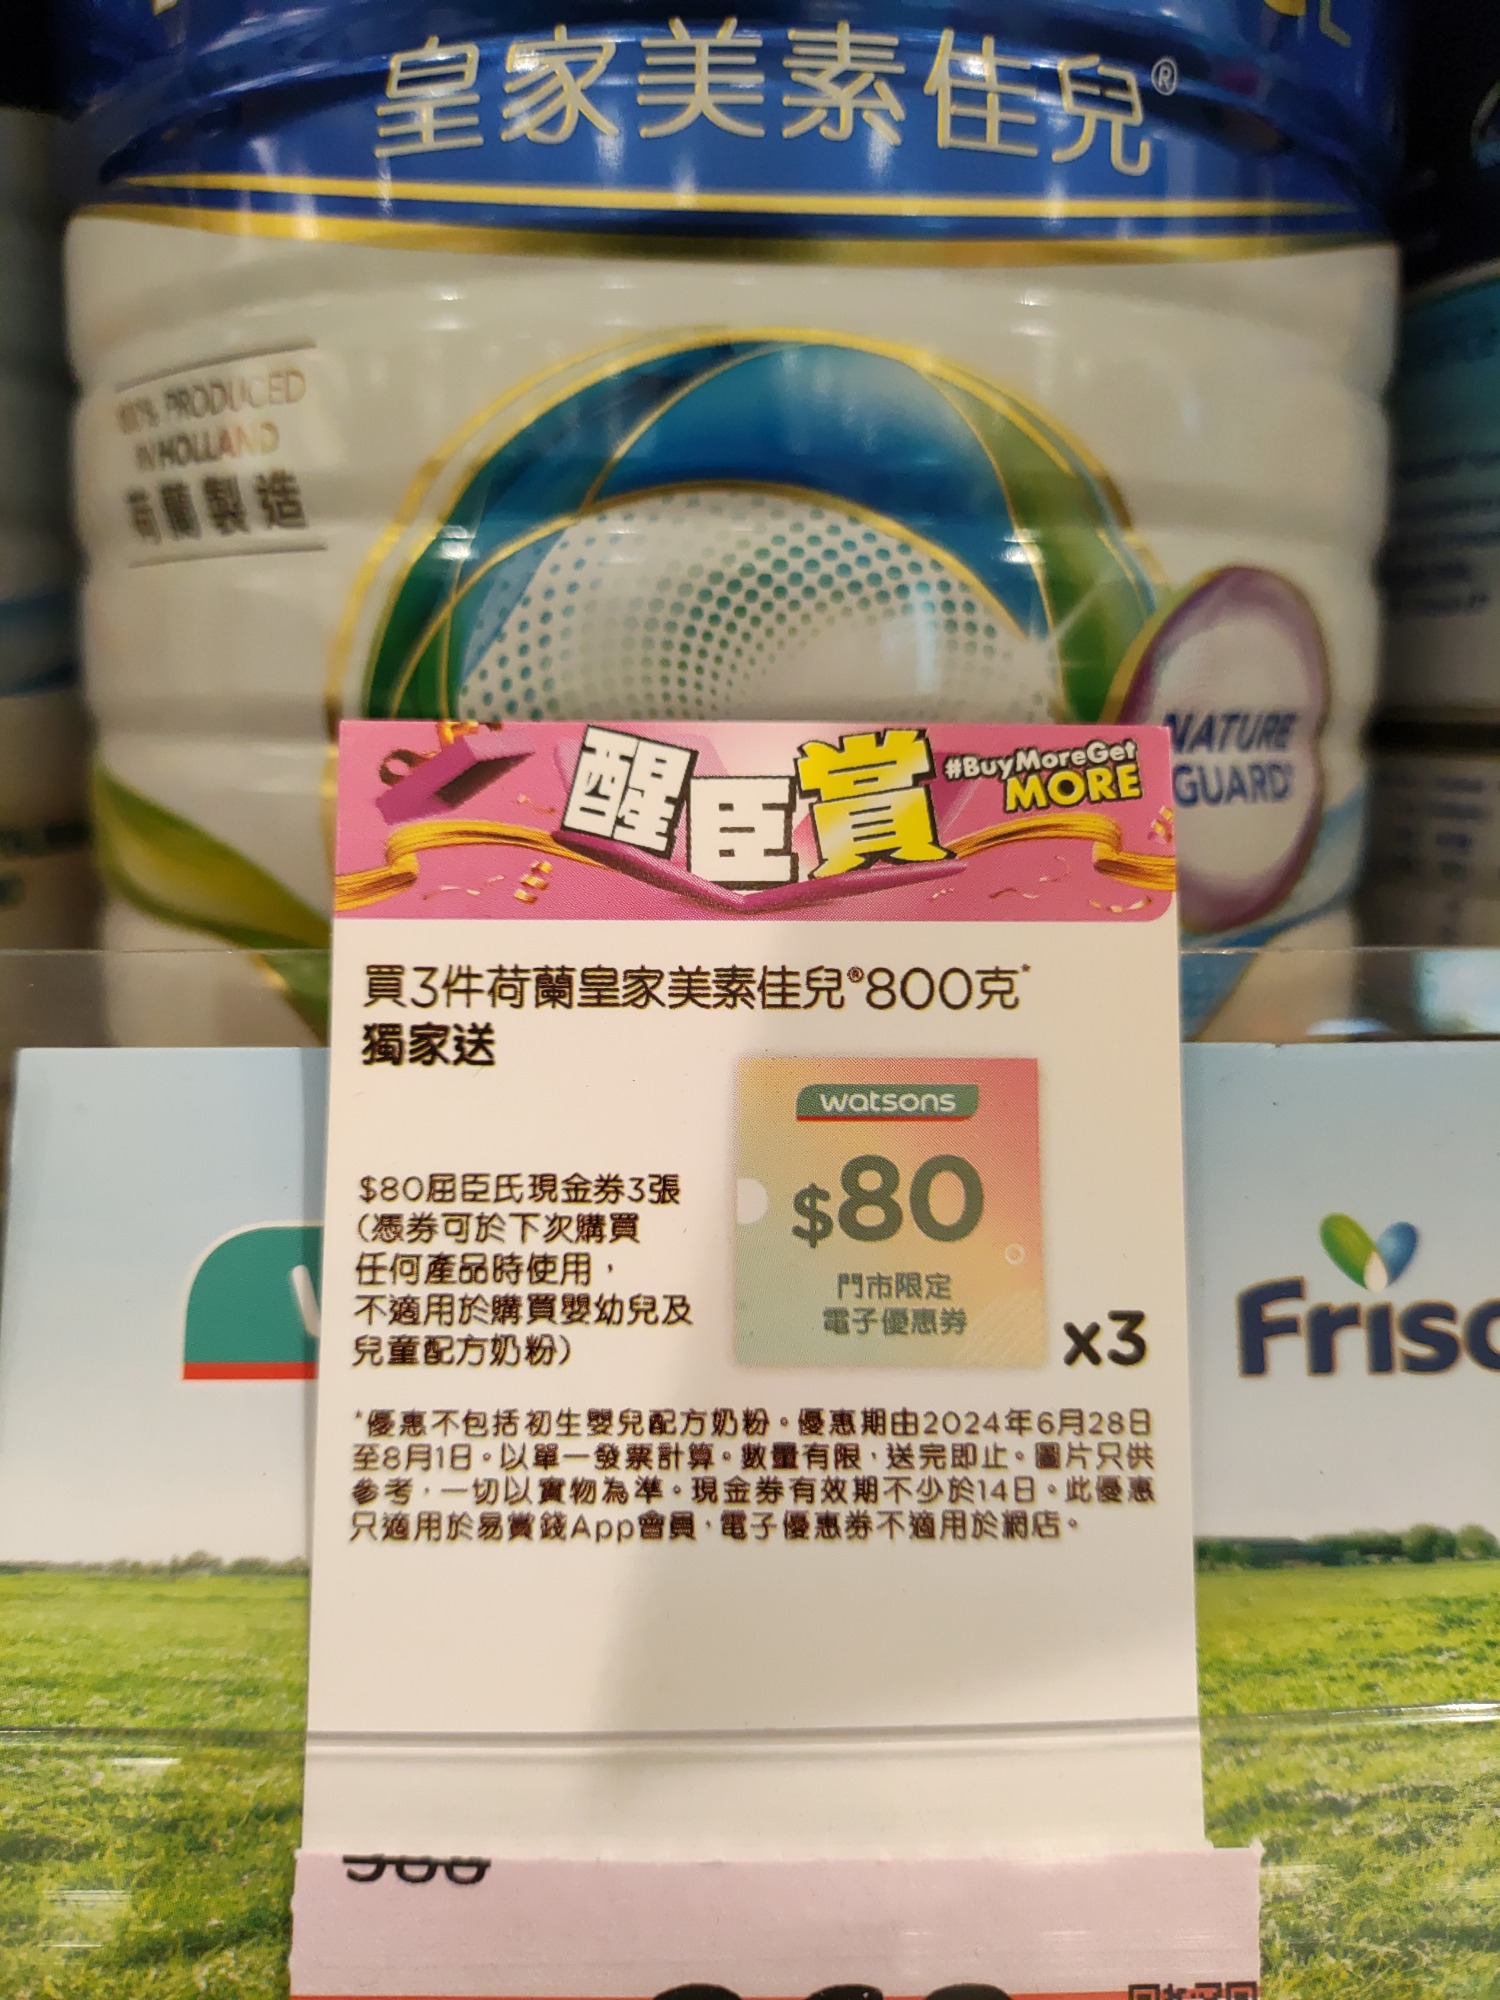 皇家美素佳兒®
100% PRODUCED
IN HOLLAND
荷蘭製造
NATURE
GUARD
醒臣賞
#BuyMoreGet
MORE
買3件荷蘭皇家美素佳兒®800克*
獨家送
watsons
$80
門市限定
電子優惠券
x3
$80屈臣氏現金券3張
(憑券可於下次購買
任何產品時使用，
不適用於購買嬰幼兒及
兒童配方奶粉)
*優惠不包括初生嬰兒配方奶粉。優惠期由2024年6月28日
至8月1日。以單一發票計算。數量有限，送完即止。圖片只供
參考，一切以實物為準。現金券有效期不少於14日。此優惠
只適用於易賞錢App會員，電子優惠券不適用於網店。
Friso